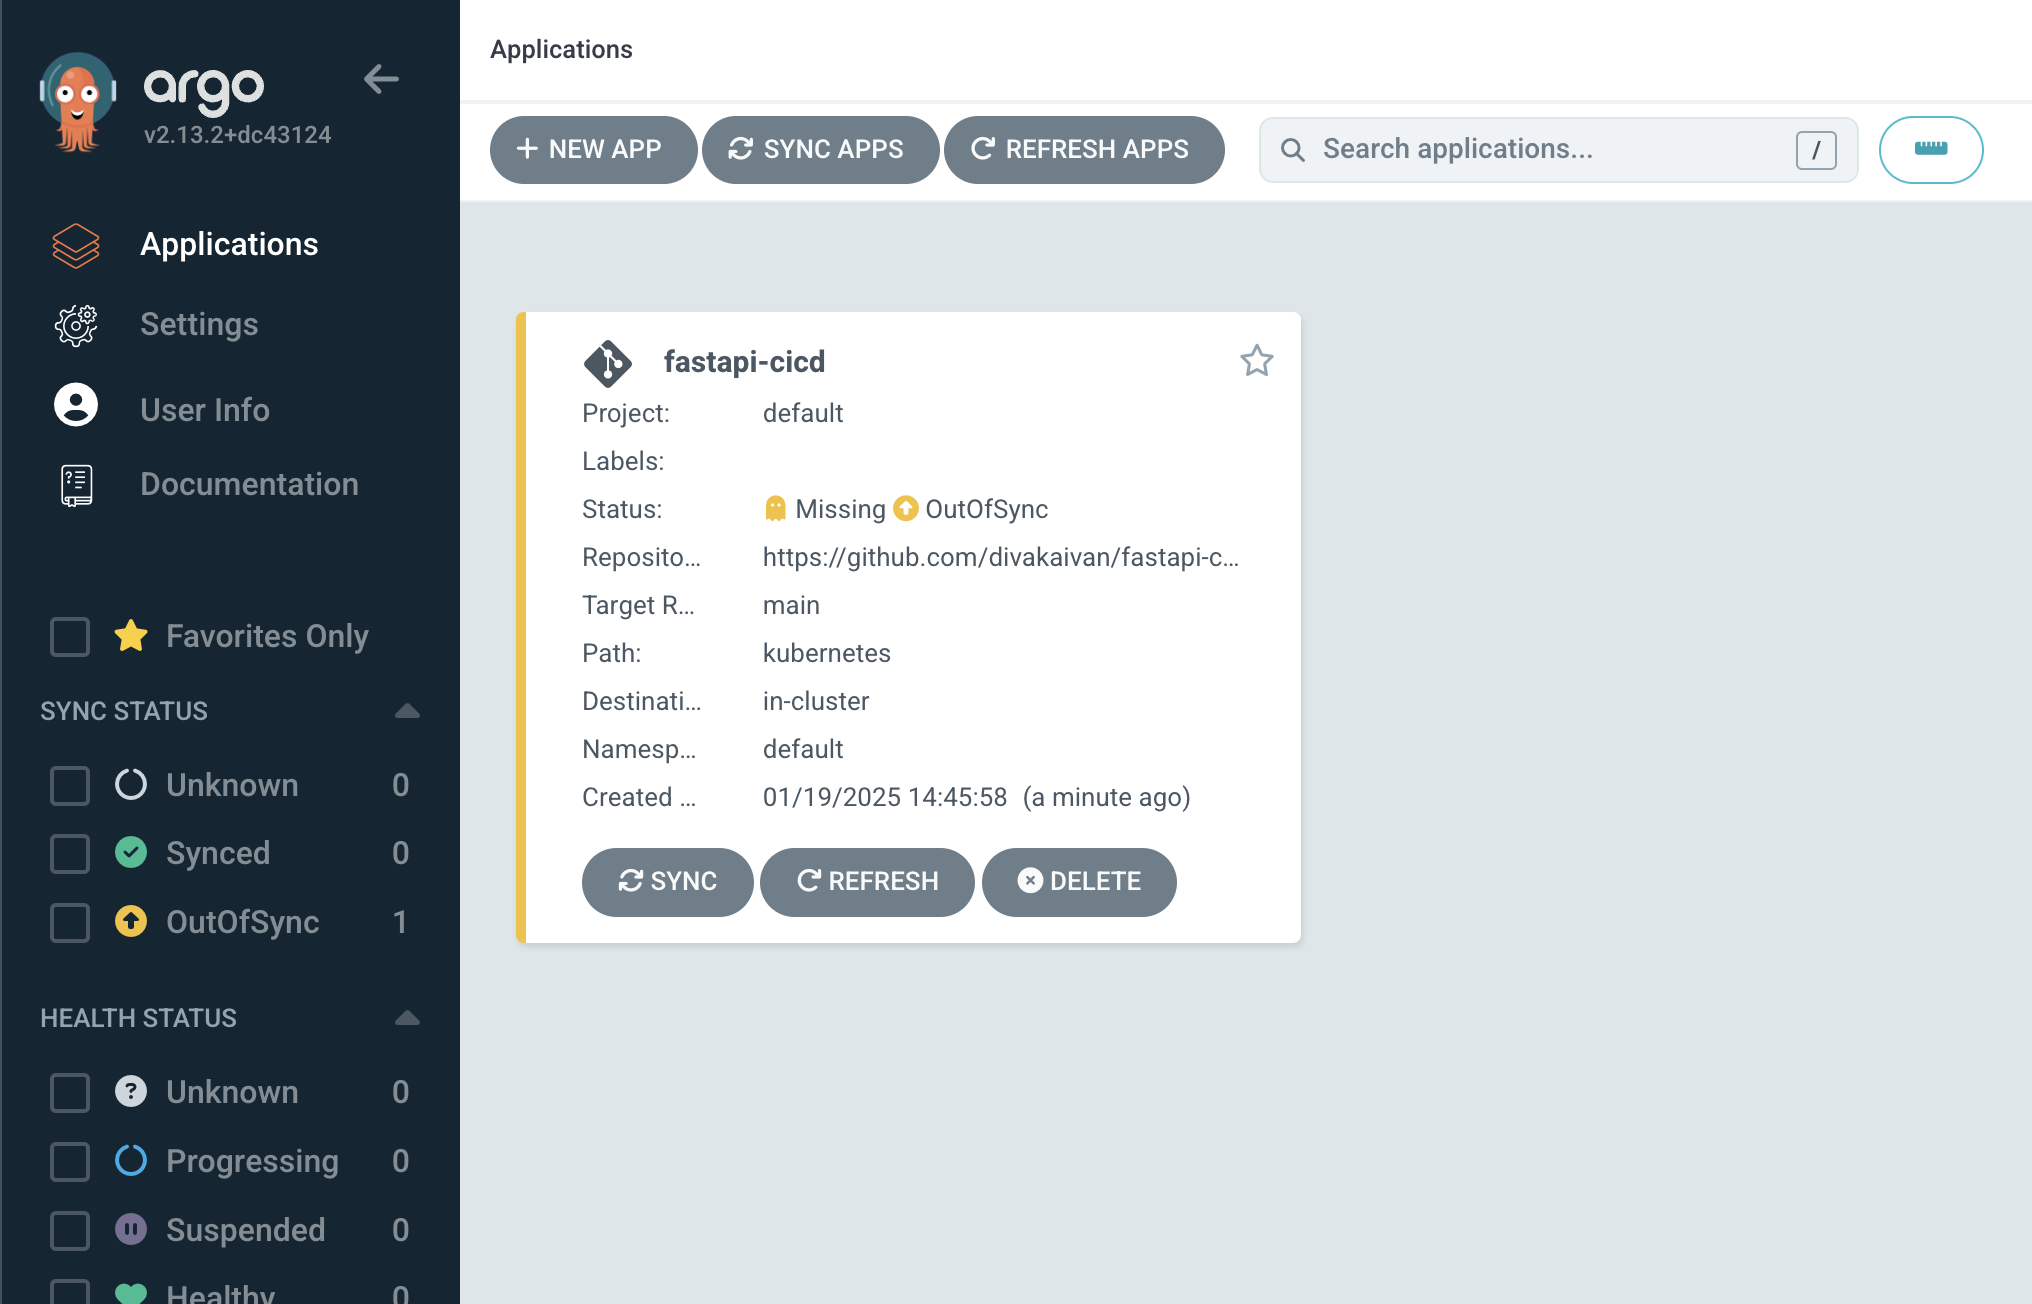 argo
v2.13.2+dc43124
Applications
Settings
User Info
Documentation
Favorites Only
SYNC STATUS
Unknown 0
Synced 0
OutOfSync 1
HEALTH STATUS
Unknown 0
Progressing 0
Suspended 0
Healthy 0
Applications
NEW APP SYNC APPS REFRESH APPS Search applications... /
fastapi-cicd
Project: default
Labels:
Status: Missing OutOfSync
Reposito... https://github.com/divakaivan/fastapi-c...
Target R... main
Path: kubernetes
Destinati... in-cluster
Namesp... default
Created ... 01/19/2025 14:45:58 (a minute ago)
SYNC REFRESH DELETE